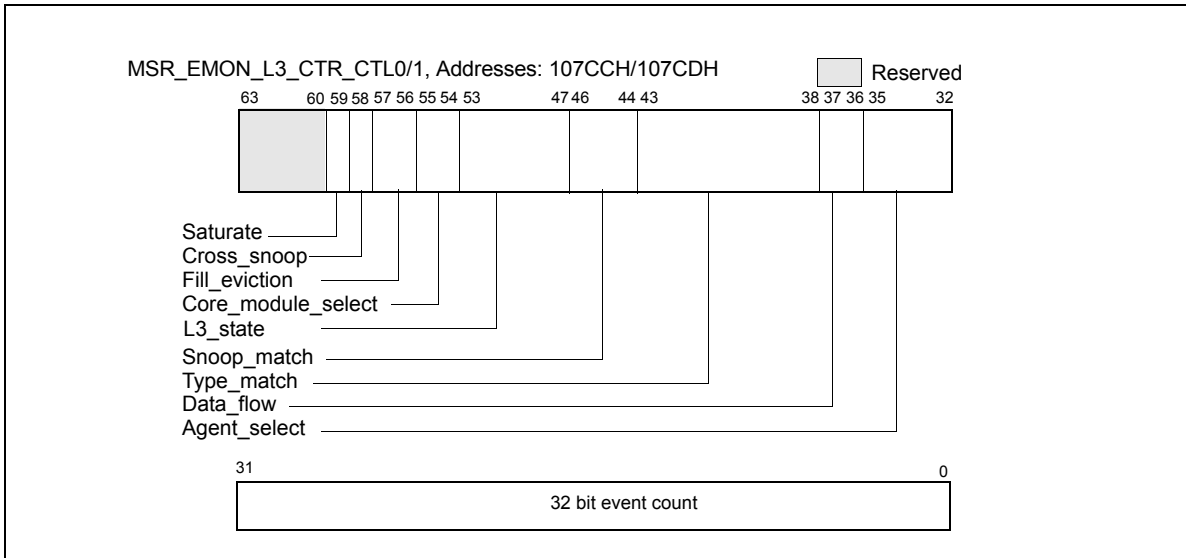 MSR_EMON_L3_CTR_CTL0/1, Addresses: 107CCH/107CDH
Reserved
63 60 59 58 57 56 55 54 53 47 46 44 43 38 37 36 35 32
Saturate
Cross_snoop
Fill_eviction
Core_module_select
L3_state
Snoop_match
Type_match
Data_flow
Agent_select
31 0
32 bit event count